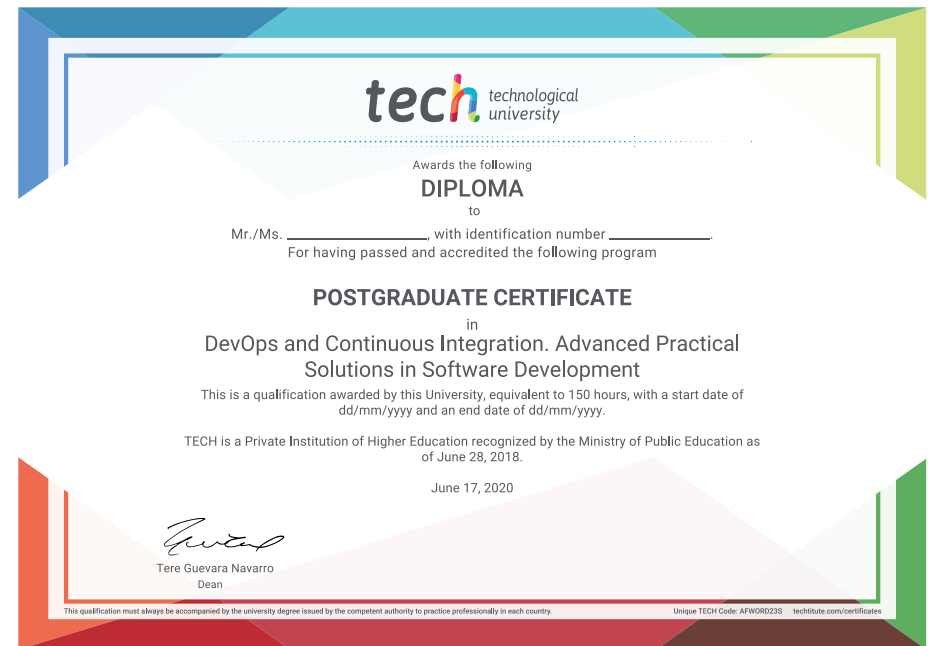 tech technological
university
Awards the following
DIPLOMA
to
Mr./Ms. ________________, with identification number ____________.
For having passed and accredited the following program
POSTGRADUATE CERTIFICATE
in
DevOps and Continuous Integration. Advanced Practical
Solutions in Software Development
This is a qualification awarded by this University, equivalent to 150 hours, with a start date of
dd/mm/yyyy and an end date of dd/mm/yyyy.
TECH is a Private Institution of Higher Education recognized by the Ministry of Public Education as
of June 28, 2018.
June 17, 2020
Tere Guevara Navarro
Dean
This qualification must always be accompanied by the university degree issued by the competent authority to practice professionally in each country.
Unique TECH Code: AFWORD23S techtitute.com/certificates